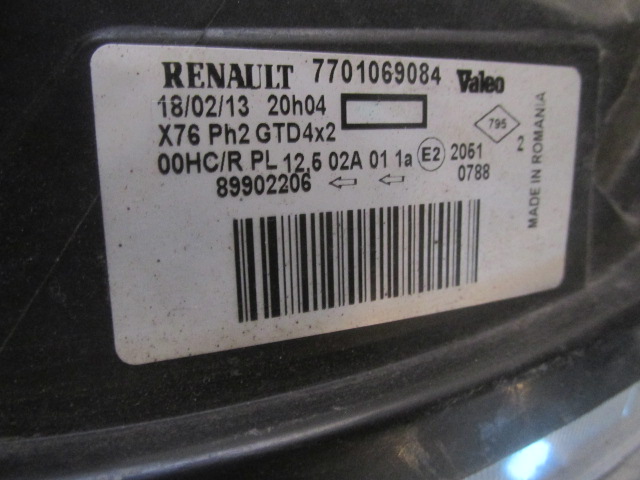 RENAULT 7701069084 Valeo
18/02/13 20h04
X76 Ph2 GTD4x2
00HC/R PL 12,5 02A 01 1a E2 2051
0788
89902206
795
2
MADE IN ROMANIA